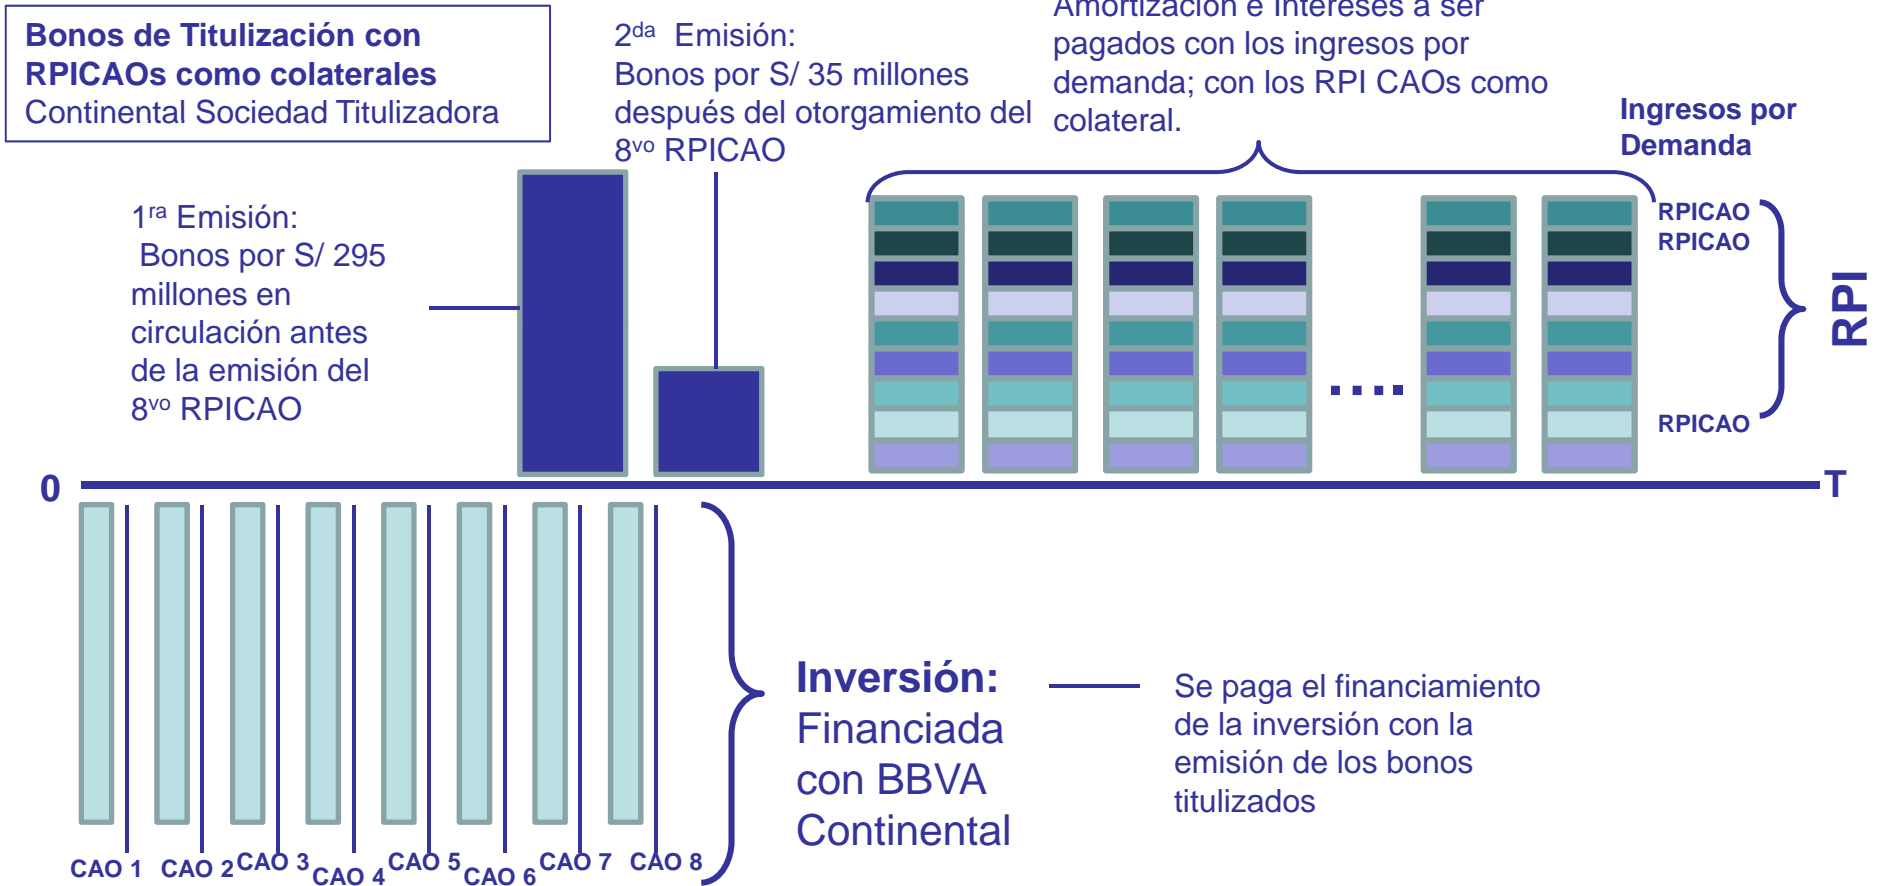 Bonos de Titulización con
RPICAOs como colaterales
Continental Sociedad Titulizadora
2da Emisión:
Bonos por S/ 35 millones
después del otorgamiento del
8vo RPICAO
Amortización e Intereses a ser
pagados con los ingresos por
demanda; con los RPI CAOs como
colateral.
Ingresos por
Demanda
1ra Emisión:
Bonos por S/ 295
millones en
circulación antes
de la emisión del
8vo RPICAO
RPICAO
RPICAO
RPICAO
RPI
....
0
T
Inversión:
Financiada
con BBVA
Continental
Se paga el financiamiento
de la inversión con la
emisión de los bonos
titulizados
CAO 1
CAO 2
CAO 3
CAO 4
CAO 5
CAO 6
CAO 7
CAO 8